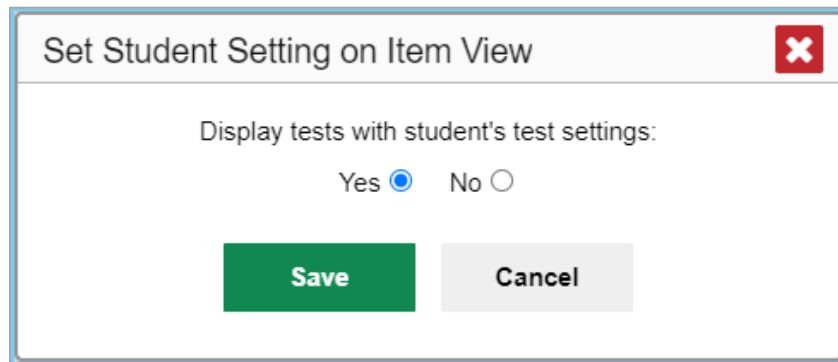 Set Student Setting on Item View
Display tests with student's test settings:
Yes No
Save Cancel